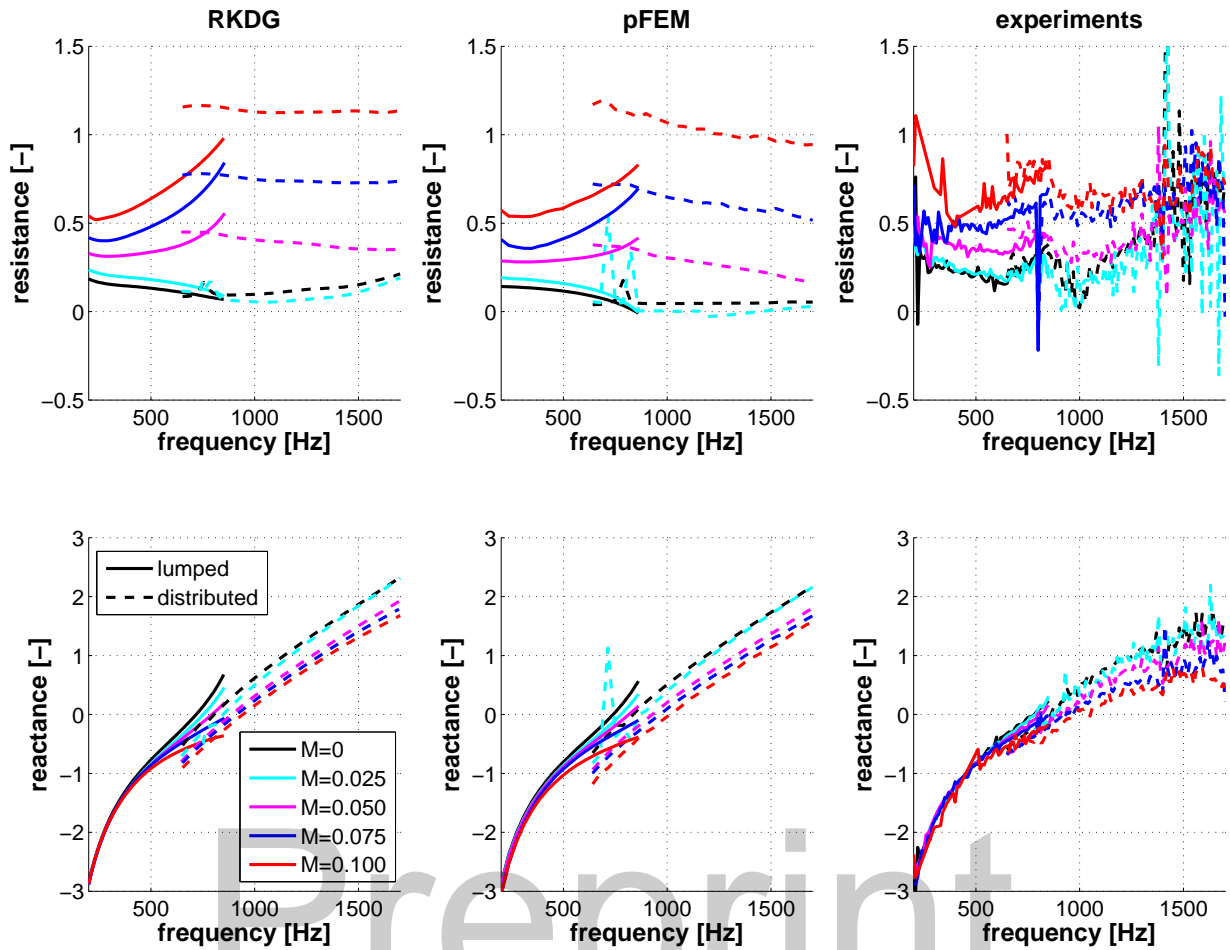 RKDG
pFEM
experiments
1.5
1
0.5
0
−0.5
resistance [−]
500
1000
1500
frequency [Hz]
1.5
1
0.5
0
−0.5
resistance [−]
500
1000
1500
frequency [Hz]
1.5
1
0.5
0
−0.5
resistance [−]
500
1000
1500
frequency [Hz]
3
2
1
0
−1
−2
−3
reactance [−]
lumped
distributed
M=0
M=0.025
M=0.050
M=0.075
M=0.100
500
1000
1500
frequency [Hz]
3
2
1
0
−1
−2
−3
reactance [−]
500
1000
1500
frequency [Hz]
3
2
1
0
−1
−2
−3
reactance [−]
500
1000
1500
frequency [Hz]
Preprint